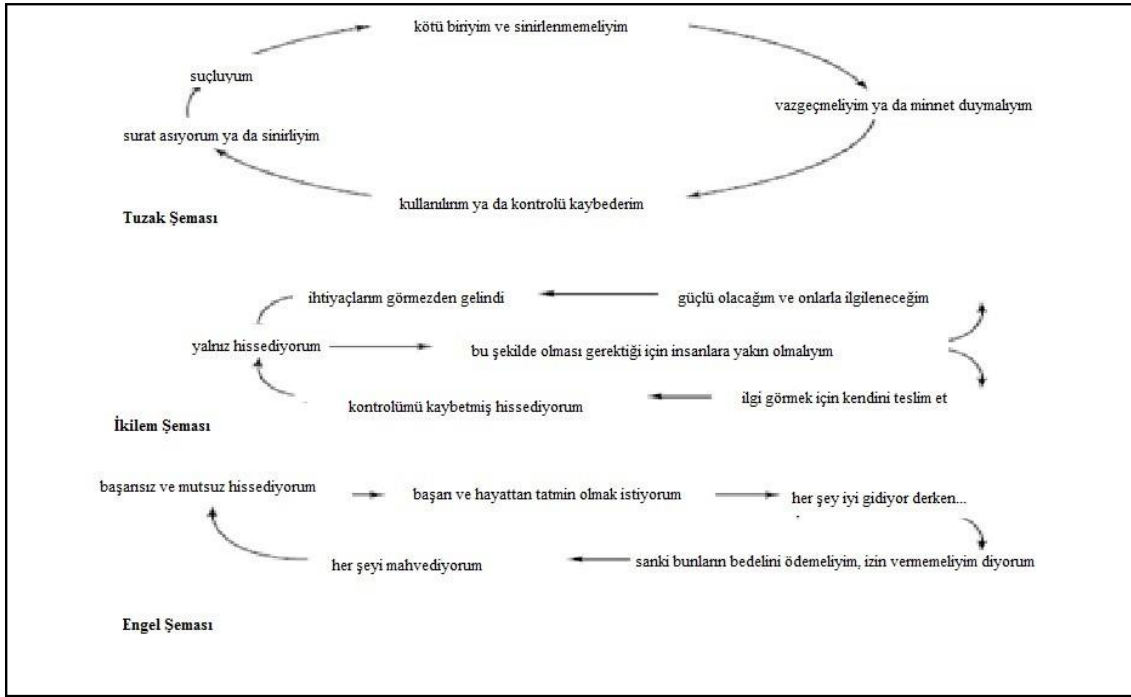 kötü biriyim ve sinirlenmemeliyim
suçluyum
vazgeçmeliyim ya da minnet duymalıyım
surat asıyorum ya da sinirliyim
kullanılırım ya da kontrolü kaybederim
Tuzak Şeması
ihtiyaçlarım görmezden gelindi
güçlü olacağım ve onlarla ilgileneceğim
yalnız hissediyorum
bu şekilde olması gerektiği için insanlara yakın olmalıyım
kontrolümü kaybetmiş hissediyorum
ilgi görmek için kendini teslim et
İkilem Şeması
başarısız ve mutsuz hissediyorum
başarı ve hayattan tatmin olmak istiyorum
her şey iyi gidiyor derken...
her şeyi mahvediyorum
sanki bunların bedelini ödemeliyim, izin vermemeliyim diyorum
Engel Şeması